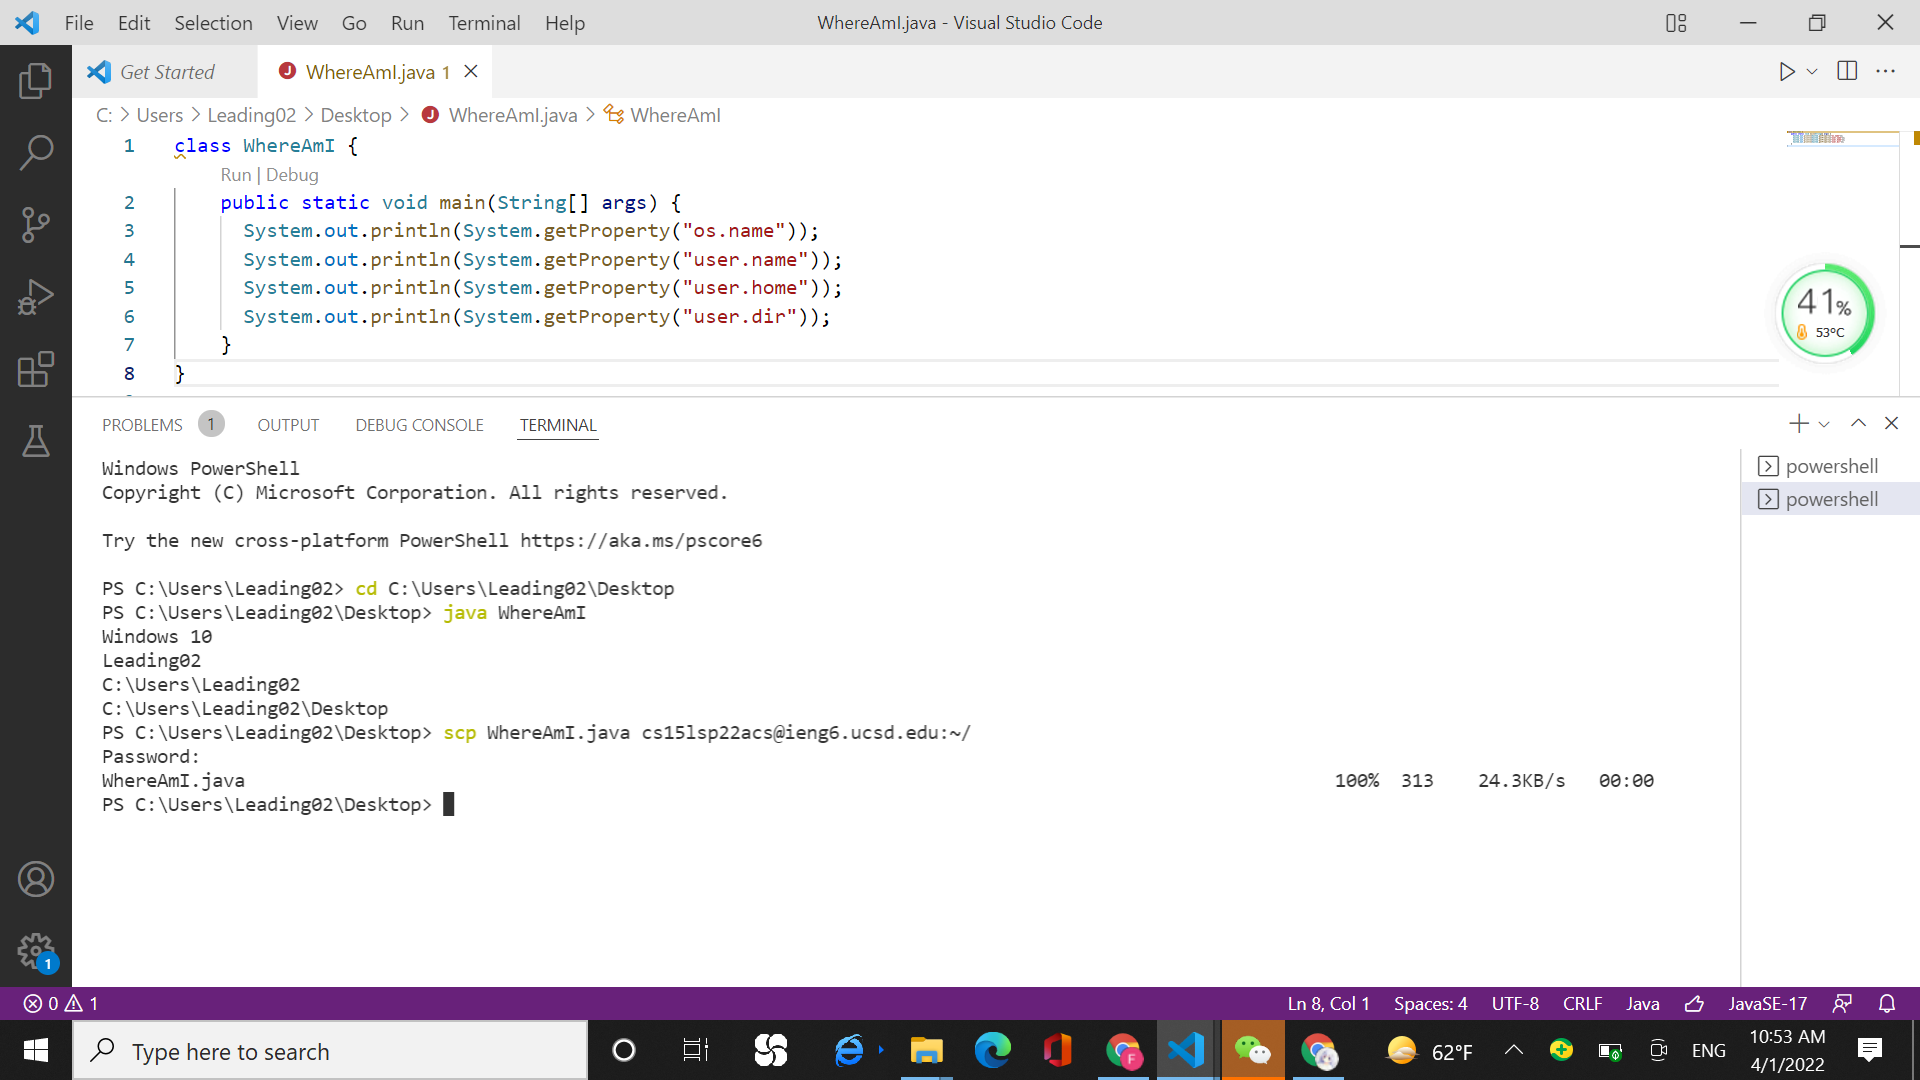 File Edit Selection View Go Run Terminal Help
WhereAmI.java - Visual Studio Code
Get Started
WhereAmI.java 1
C: > Users > Leading02 > Desktop > WhereAmI.java > WhereAmI
1 class WhereAmI {
Run | Debug
2 public static void main(String[] args) {
3 System.out.println(System.getProperty("os.name"));
4 System.out.println(System.getProperty("user.name"));
5 System.out.println(System.getProperty("user.home"));
6 System.out.println(System.getProperty("user.dir"));
7 }
8 }
41%
53°C
PROBLEMS 1 OUTPUT DEBUG CONSOLE TERMINAL
Windows PowerShell
Copyright (C) Microsoft Corporation. All rights reserved.
Try the new cross-platform PowerShell https://aka.ms/pscore6
PS C:\Users\Leading02> cd C:\Users\Leading02\Desktop
PS C:\Users\Leading02\Desktop> java WhereAmI
Windows 10
Leading02
C:\Users\Leading02
C:\Users\Leading02\Desktop
PS C:\Users\Leading02\Desktop> scp WhereAmI.java cs15lsp22acs@ieng6.ucsd.edu:~/
Password:
WhereAmI.java 100% 313 24.3KB/s 00:00
PS C:\Users\Leading02\Desktop>
powershell
powershell
1
0 1
Ln 8, Col 1 Spaces: 4 UTF-8 CRLF Java JavaSE-17
Type here to search
F
62°F
ENG
10:53 AM
4/1/2022